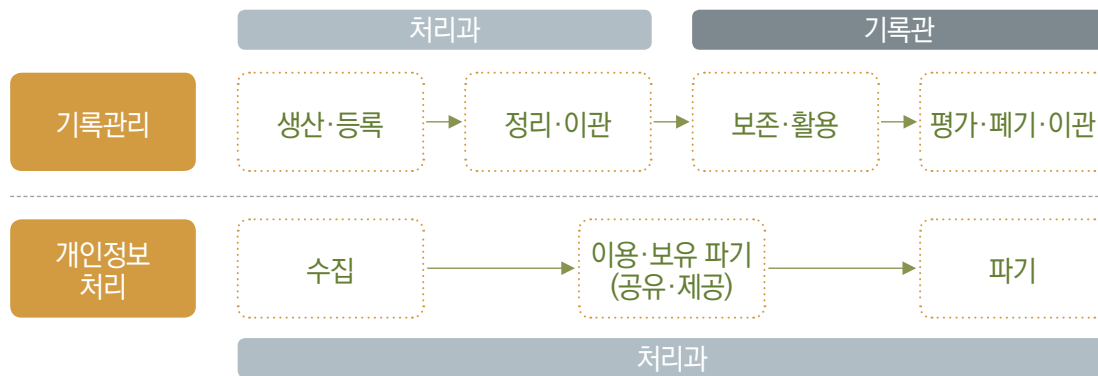 처리과
기록관
기록관리
생산·등록
정리·이관
보존·활용
평가·폐기·이관
개인정보
처리
수집
이용·보유 파기
(공유·제공)
파기
처리과